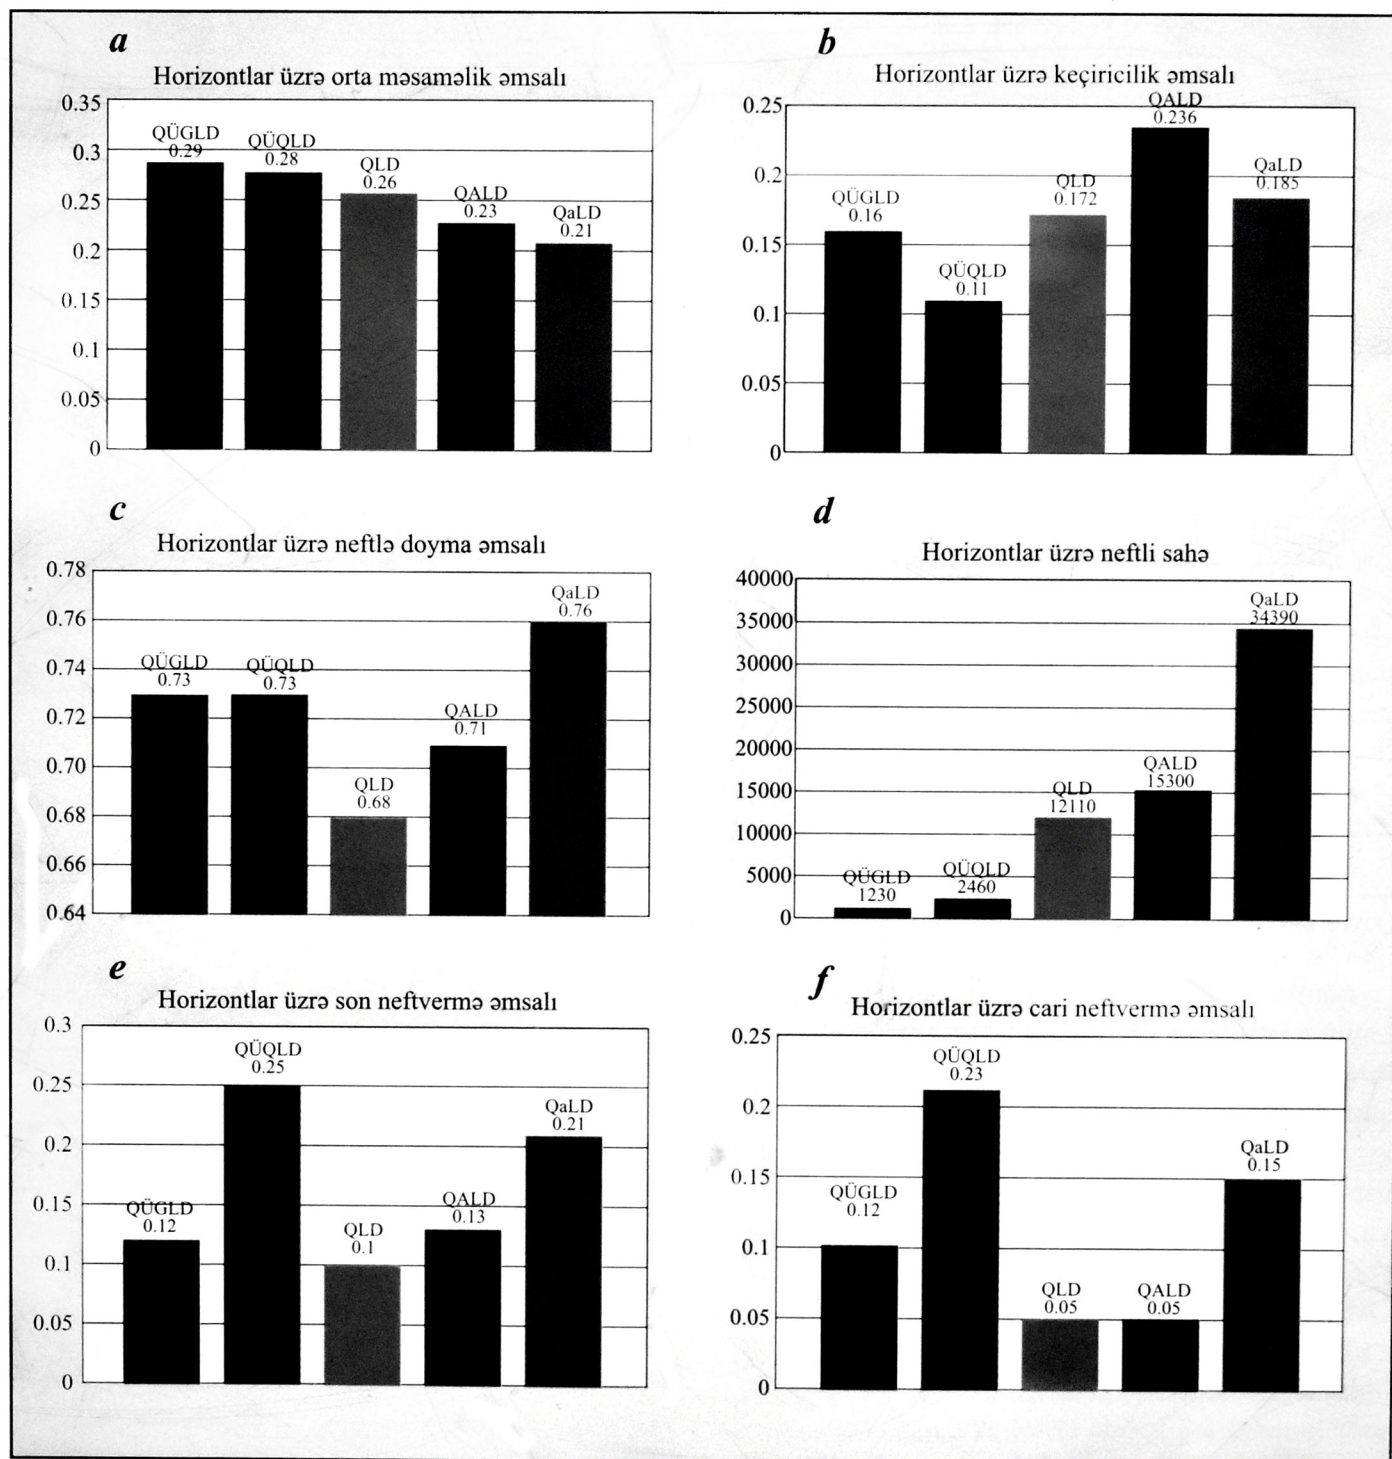 a
Horizontlar üzrə orta məsaməlik əmsalı
0.35
0.3
0.25
0.2
0.15
0.1
0.05
0
QÜGLD
0.29
QÜQLD
0.28
QLD
0.26
QALD
0.23
QaLD
0.21
b
Horizontlar üzrə keçiricilik əmsalı
0.25
0.2
0.15
0.1
0.05
0
QÜGLD
0.16
QÜQLD
0.11
QLD
0.172
QALD
0.236
QaLD
0.185
c
Horizontlar üzrə neftlə doyma əmsalı
0.78
0.76
0.74
0.72
0.70
0.68
0.66
0.64
QÜGLD
0.73
QÜQLD
0.73
QLD
0.68
QALD
0.71
QaLD
0.76
d
Horizontlar üzrə neftli sahə
40000
35000
30000
25000
20000
15000
10000
5000
0
QÜGLD
1230
QÜQLD
2460
QLD
12110
QALD
15300
QaLD
34390
e
Horizontlar üzrə son neftvermə əmsalı
0.3
0.25
0.2
0.15
0.1
0.05
0
QÜGLD
0.12
QÜQLD
0.25
QLD
0.1
QALD
0.13
QaLD
0.21
f
Horizontlar üzrə cari neftvermə əmsalı
0.25
0.2
0.15
0.1
0.05
0
QÜGLD
0.12
QÜQLD
0.23
QLD
0.05
QALD
0.05
QaLD
0.15